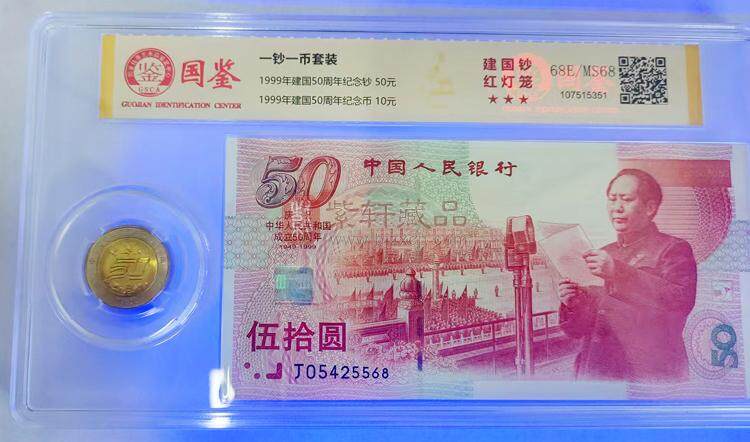 国鉴
GSCA
GUOJIAN IDENTIFICATION CENTER
一钞一币套装
1999年建国50周年纪念钞 50元
1999年建国50周年纪念币 10元
建国钞
红灯笼
★★★
68E/MS68
107515351
50
中国人民银行
紫轩藏品
庆祝
中华人民共和国
成立50周年
1949-1999
伍拾圆
J05425568
50